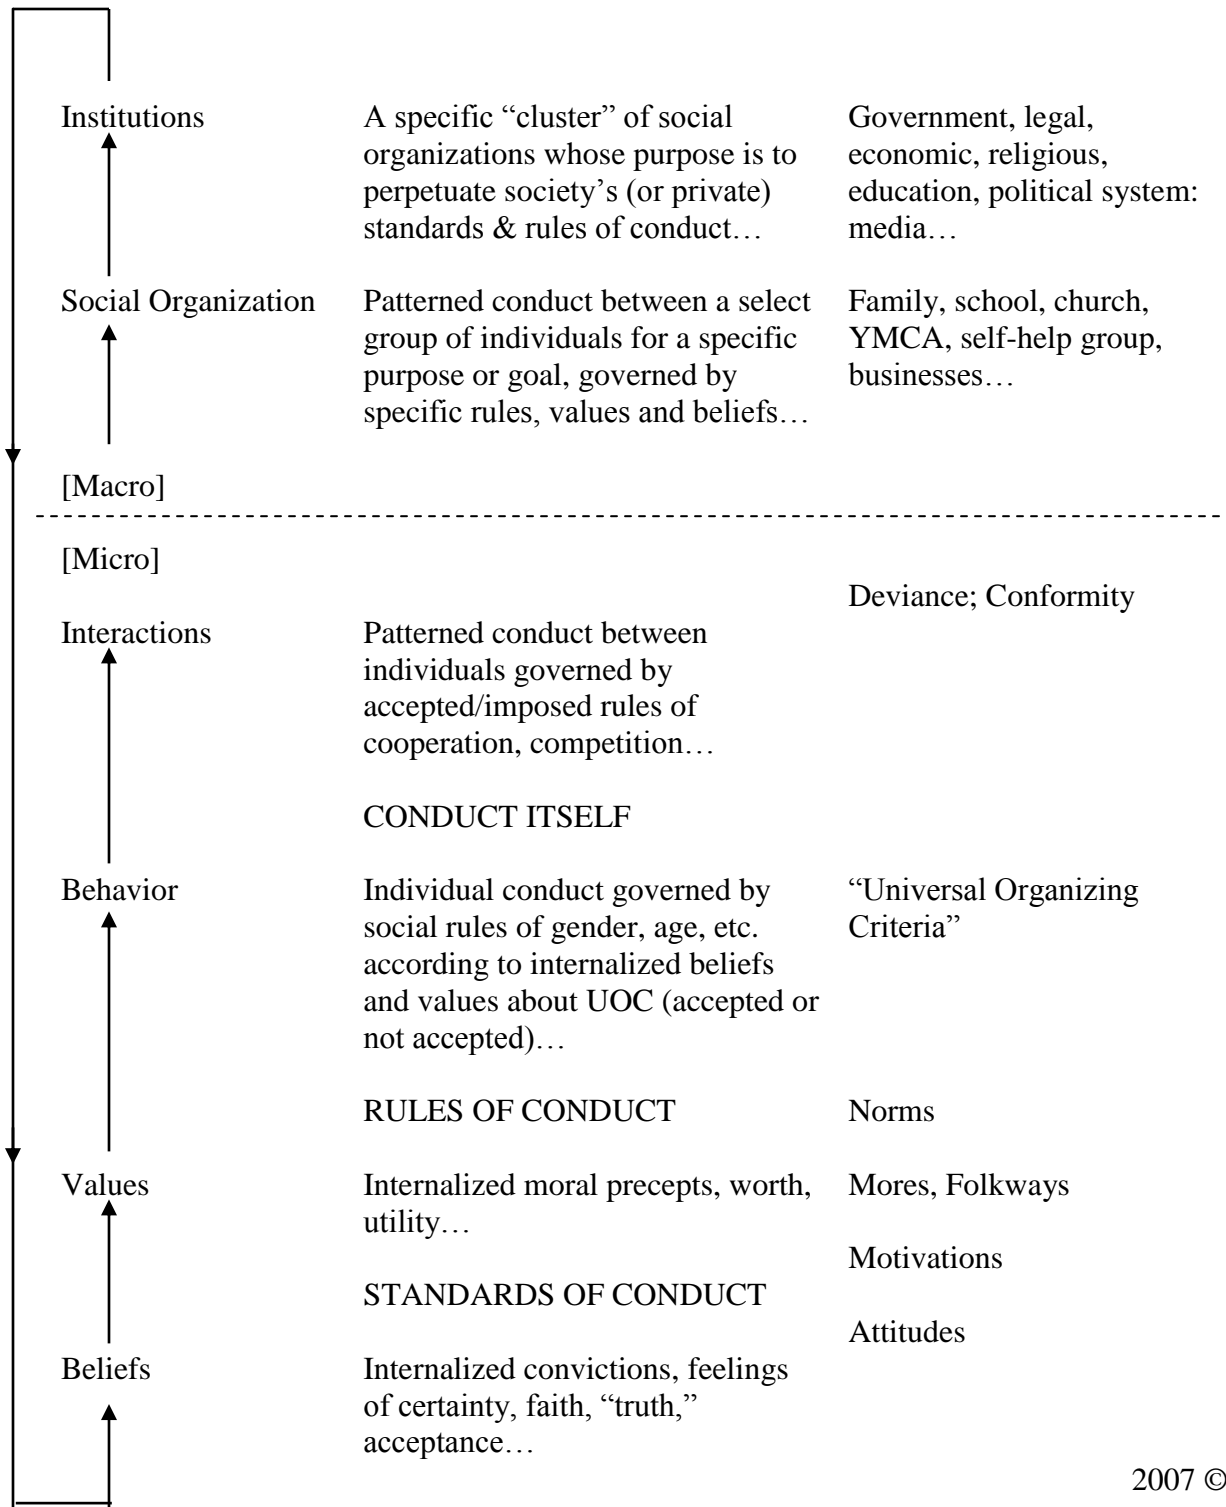 Institutions
A specific “cluster” of social
organizations whose purpose is to
perpetuate society’s (or private)
standards & rules of conduct…
Government, legal,
economic, religious,
education, political system:
media…
Social Organization
Patterned conduct between a select
group of individuals for a specific
purpose or goal, governed by
specific rules, values and beliefs…
Family, school, church,
YMCA, self-help group,
businesses…
[Macro]
[Micro]
Deviance; Conformity
Interactions
Patterned conduct between
individuals governed by
accepted/imposed rules of
cooperation, competition…
CONDUCT ITSELF
Behavior
Individual conduct governed by
social rules of gender, age, etc.
according to internalized beliefs
and values about UOC (accepted or
not accepted)…
“Universal Organizing
Criteria”
RULES OF CONDUCT
Norms
Values
Internalized moral precepts, worth,
utility…
Mores, Folkways
Motivations
STANDARDS OF CONDUCT
Attitudes
Beliefs
Internalized convictions, feelings
of certainty, faith, “truth,”
acceptance…
2007 ©